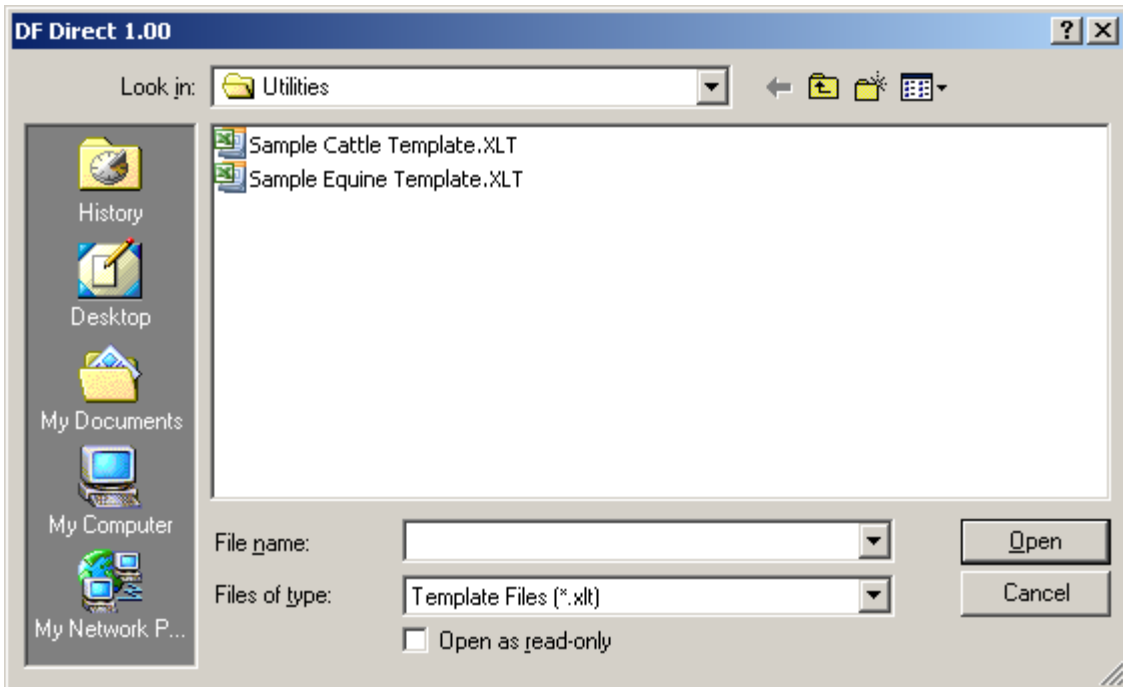 DF Direct 1.00
Look in: Utilities
History
Desktop
My Documents
My Computer
My Network P...
Sample Cattle Template.XLT
Sample Equine Template.XLT
File name: Open
Files of type: Template Files (*.xlt) Cancel
Open as read-only